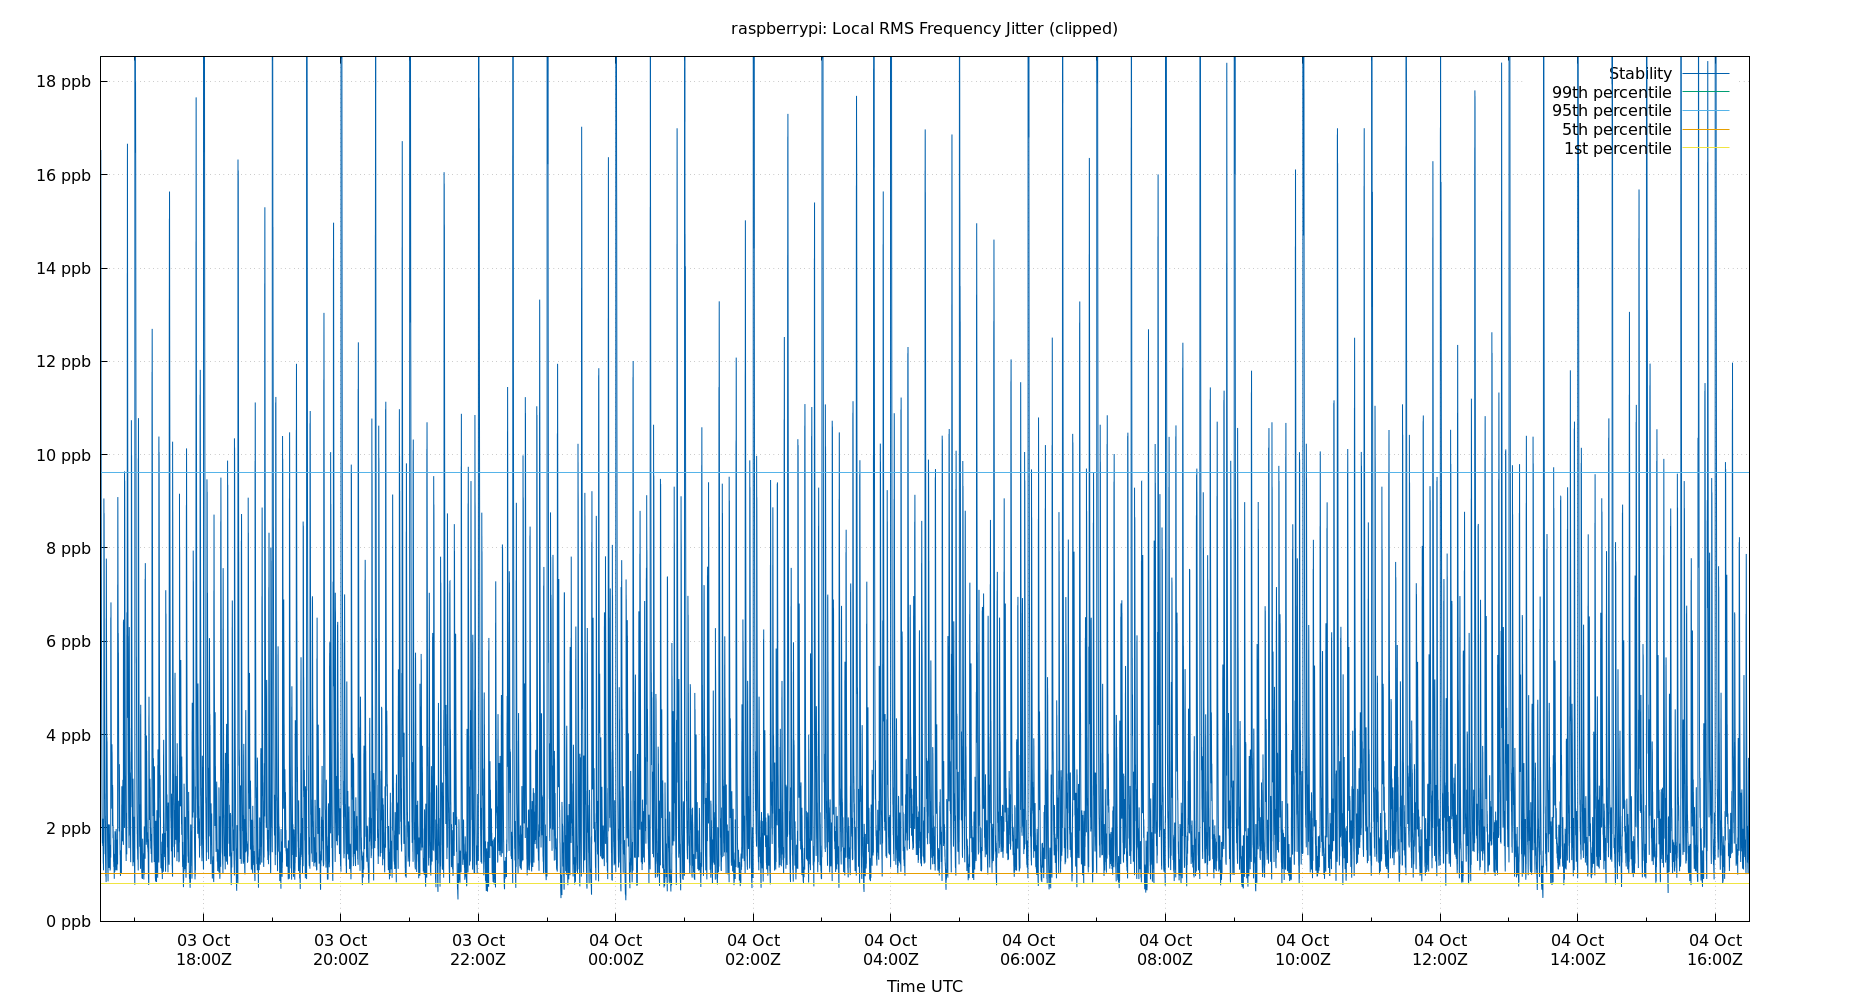 raspberrypi: Local RMS Frequency Jitter (clipped)
18 ppb
16 ppb
14 ppb
12 ppb
10 ppb
8 ppb
6 ppb
4 ppb
2 ppb
0 ppb
Stability
99th percentile
95th percentile
5th percentile
1st percentile
03 Oct 03 Oct 03 Oct 04 Oct 04 Oct 04 Oct 04 Oct 04 Oct 04 Oct 04 Oct 04 Oct 04 Oct
18:00Z 20:00Z 22:00Z 00:00Z 02:00Z 04:00Z 06:00Z 08:00Z 10:00Z 12:00Z 14:00Z 16:00Z
Time UTC